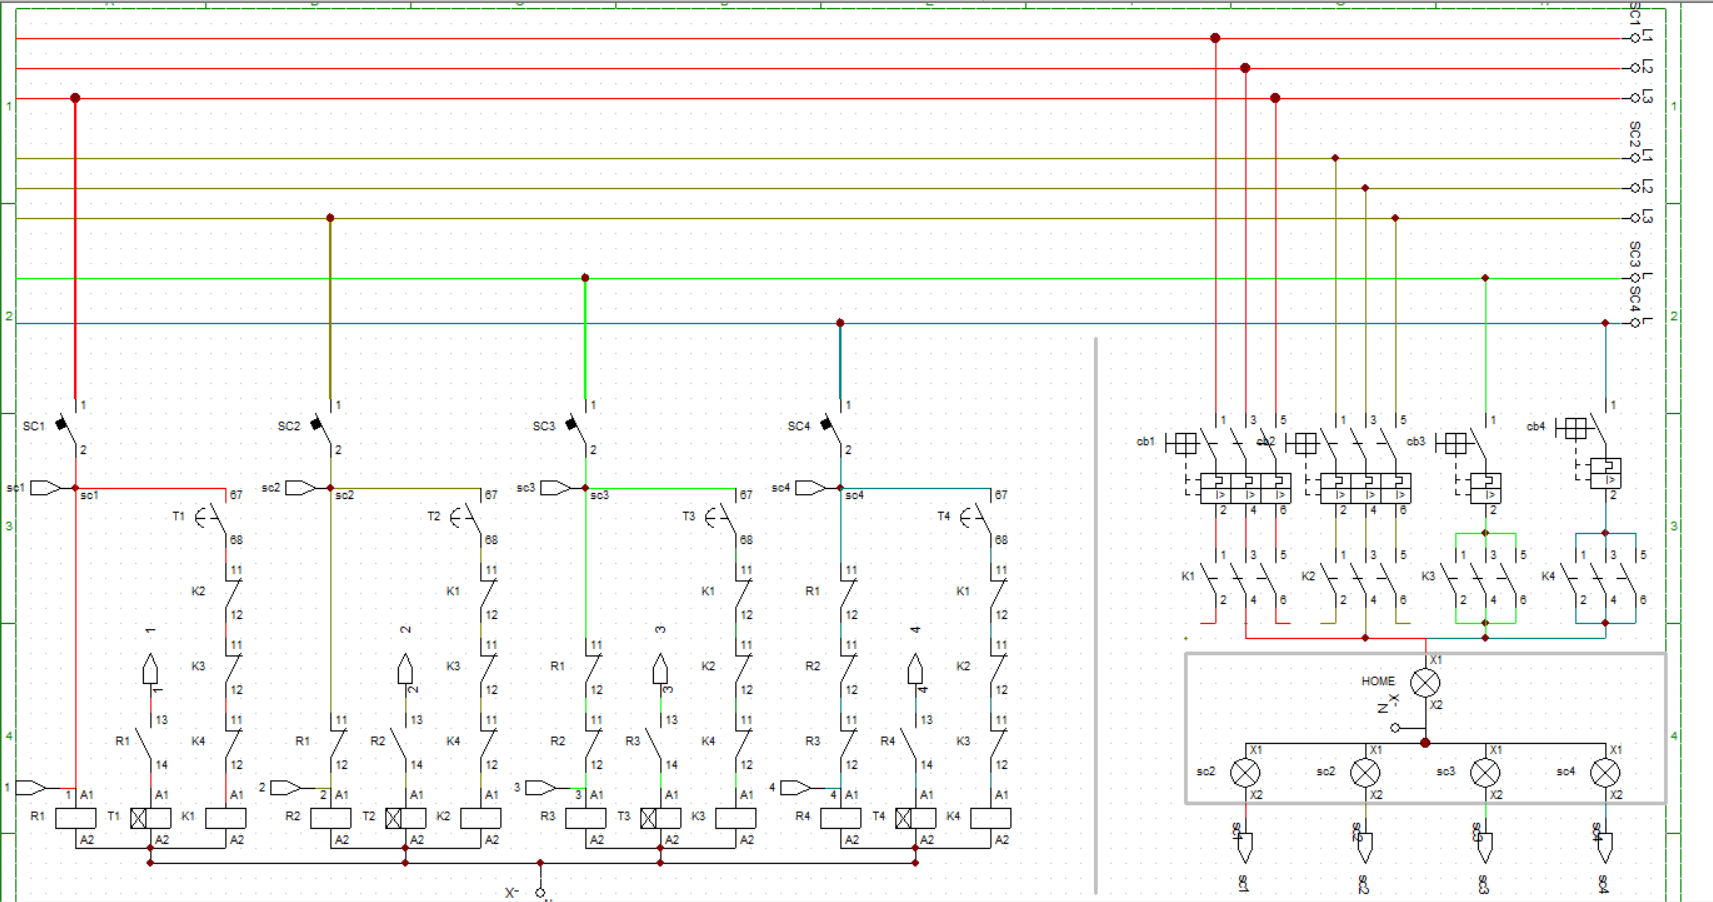 SC1
L1
L2
1 L3 1
SC2
L1
L2
L3
SC3
L
SC4
2 L 2
1 1 1 1 1
SC1 SC2 SC3 SC4
2 2 2 2
cb1 1 3 5 cb2 1 3 5 cb3 1 cb4
I> I> I> I> I> I> I> I>
2 4 6 2 4 6 2 2
sc1 sc1 67 sc2 sc2 67 sc3 sc3 67 sc4 sc4 67
3 T1 T2 T3 T4 3
68 68 68 68
11 11 11 11 11
K2 K1 K1 R1 K1
12 12 12 12 12
1 3 5 1 3 5 1 3 5 1 3 5
K1 K2 K3 K4
2 4 6 2 4 6 2 4 6 2 4 6
1 2 3 4
11 11 11 11 11 11
K3 K3 R1 K2 R2 K2
12 12 12 12 12 12
1 2 3 4
X1
HOME
X2
X-
N
13 11 11 13 11 11 13 11 11 13 11
4 R1 K4 R1 R2 K4 R2 R3 K4 R3 R4 K3 4
14 12 12 14 12 12 14 12 12 14 12
X1 X1 X1 X1
sc2 sc2 sc3 sc4
X2 X2 X2 X2
1 1 A1 A1 A1 2 2 A1 A1 A1 3 3 A1 A1 A1 4 4 A1 A1 A1
R1 T1 K1 R2 T2 K2 R3 T3 K3 R4 T4 K4
A2 A2 A2 A2 A2 A2 A2 A2 A2 A2 A2 A2
sc1 sc2 sc3 sc4
X-
sc1 sc2 sc3 sc4